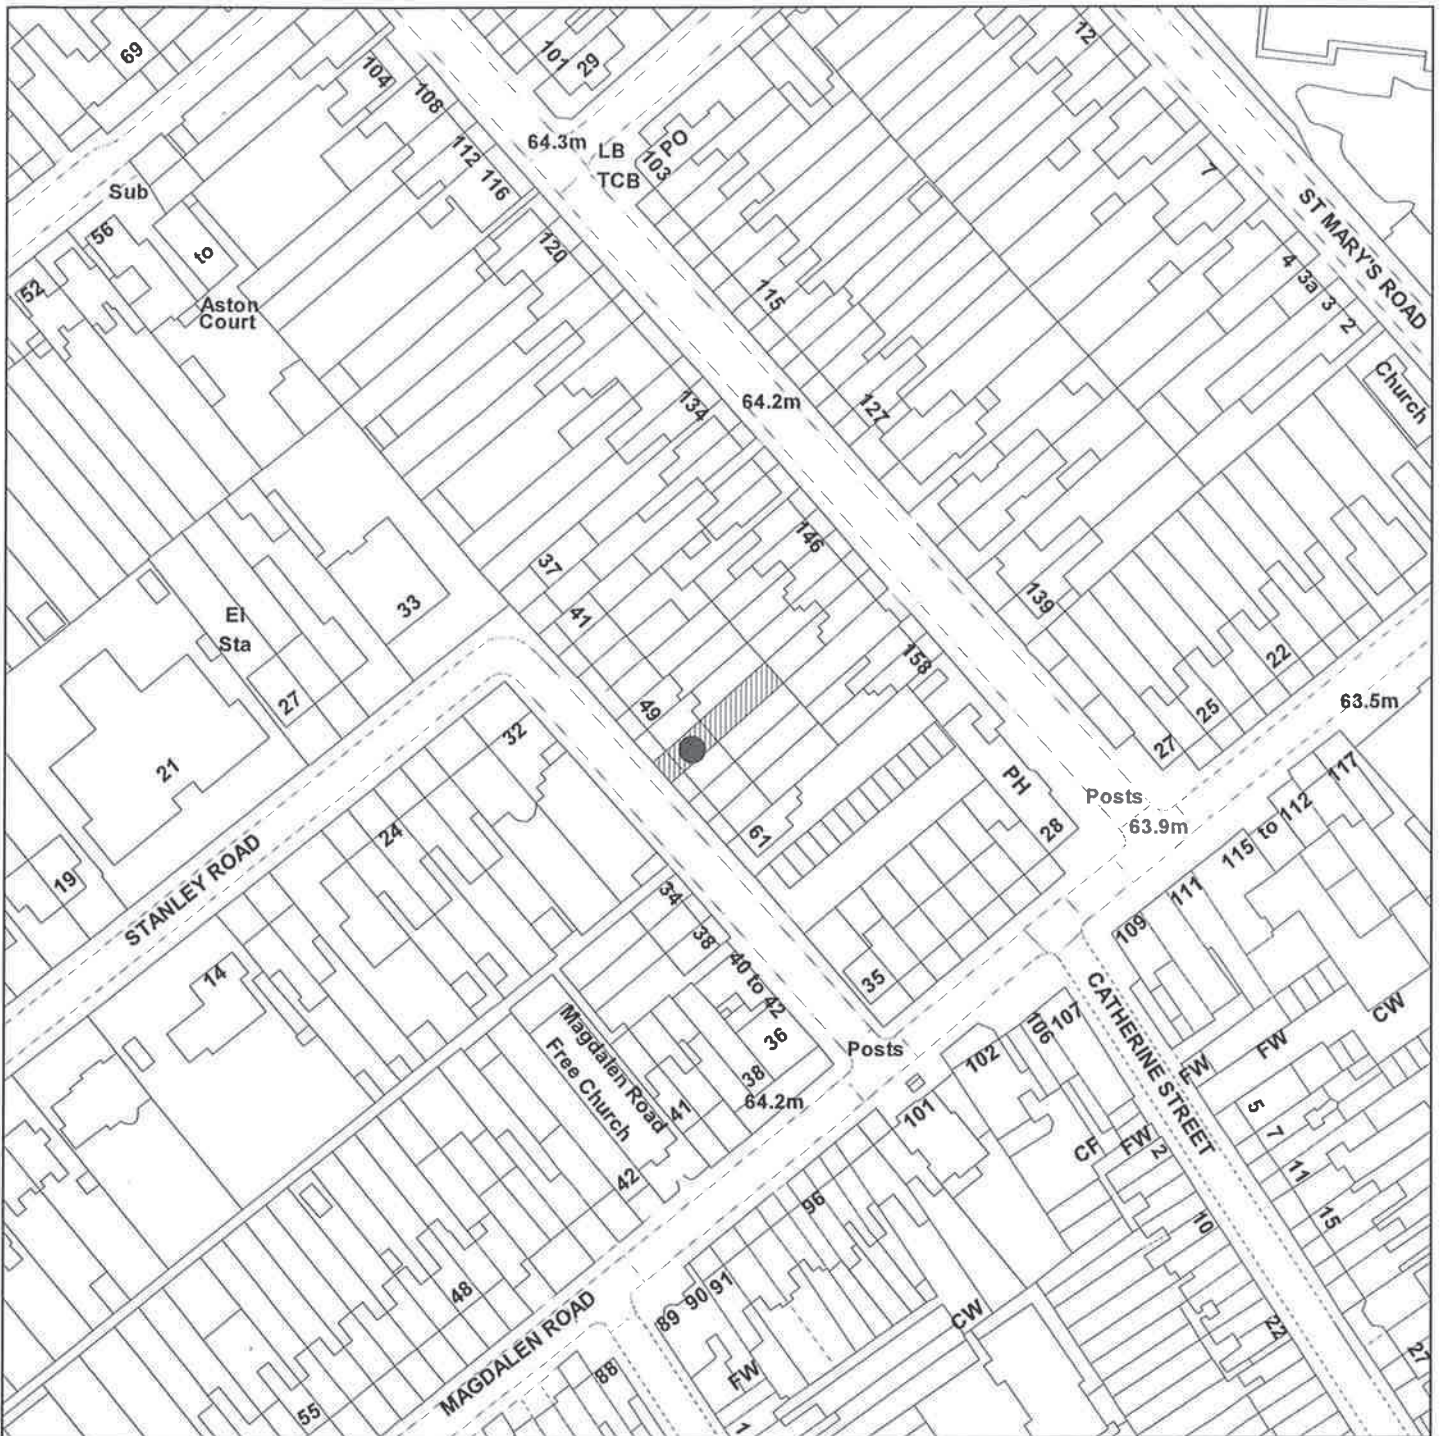 69
104
108
101
29
12
64.3m
LB
TCB
103
PO
112
116
7
Sub
56
to
52
Aston
Court
120
115
4
3a
3
2
ST MARY'S ROAD
Church
134
64.2m
127
146
37
41
33
El
Sta
27
139
158
22
25
27
63.5m
49
32
21
24
19
STANLEY ROAD
61
PH
28
Posts
63.9m
117
115 to 112
111
109
34
38
40 to 42
36
38
35
14
Magdalen Road
Free Church
41
42
64.2m
Posts
102
106
107
101
CATHERINE STREET
CW
FW
FW
5
7
11
15
CF
FW
2
10
22
27
96
48
MAGDALEN ROAD
89
90
91
CW
FW
88
55
1